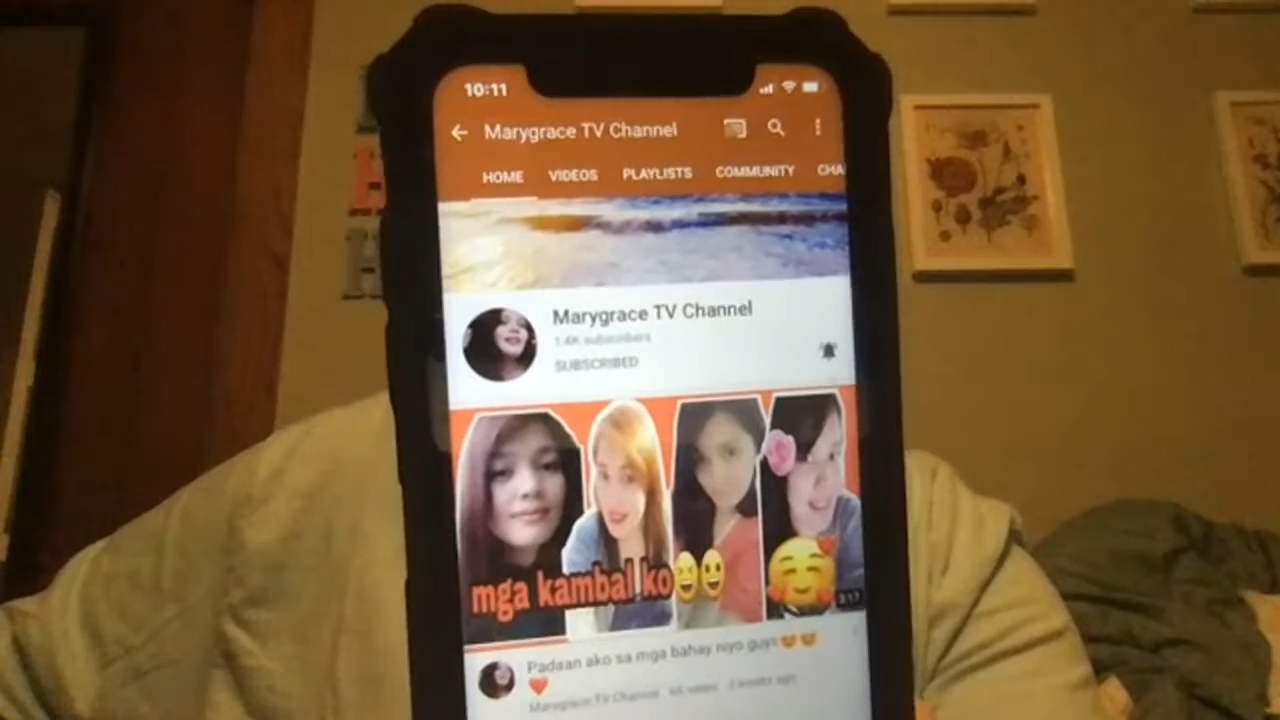 10:11
Marygrace TV Channel
HOME VIDEOS PLAYLISTS COMMUNITY CHA
Marygrace TV Channel
1.4K subscribers
SUBSCRIBED
mga kambal ko
3:17
Padaan ako sa mga bahay niyo guys
Marygrace TV Channel